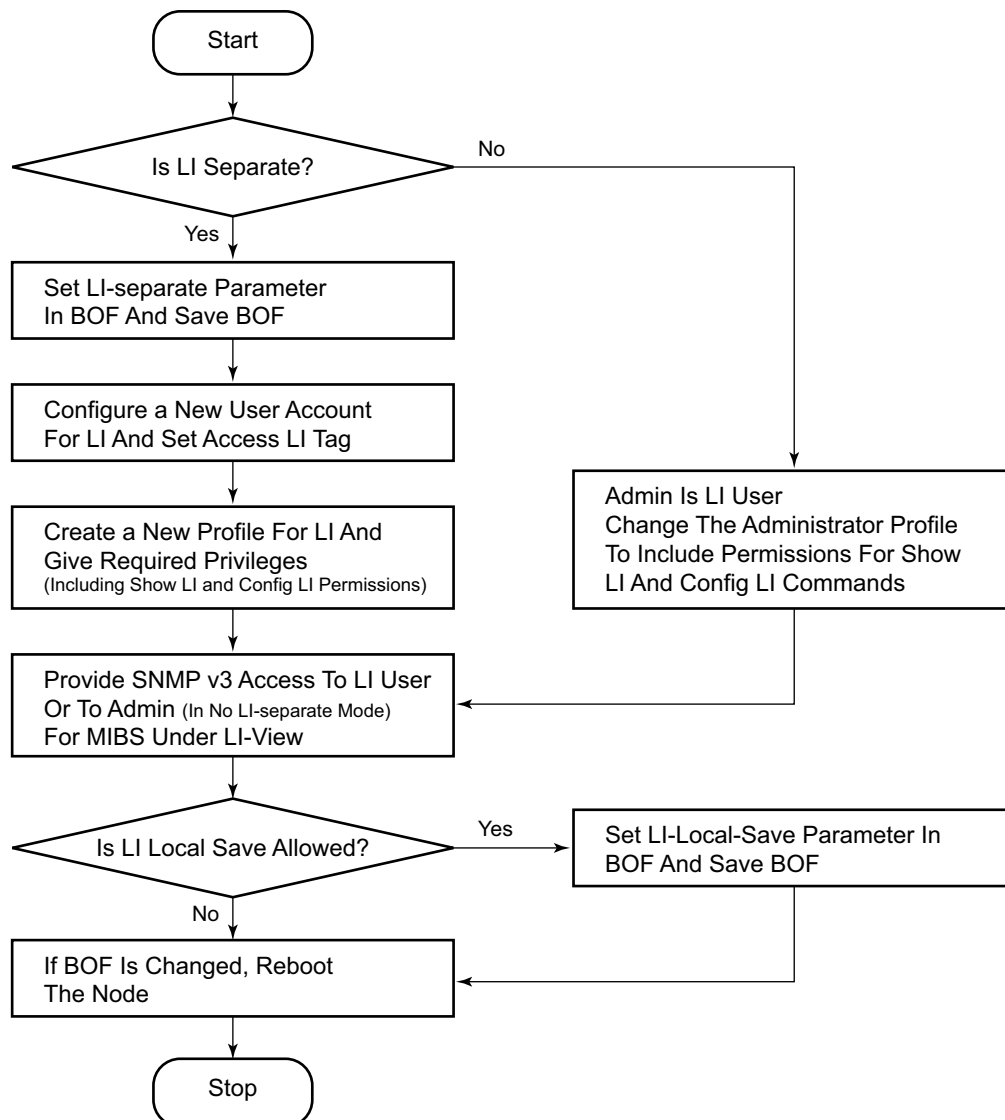 Start
Is LI Separate?
No
Yes
Set LI-separate Parameter
In BOF And Save BOF
Configure a New User Account
For LI And Set Access LI Tag
Create a New Profile For LI And
Give Required Privileges
(Including Show LI and Config LI Permissions)
Admin Is LI User
Change The Administrator Profile
To Include Permissions For Show
LI And Config LI Commands
Provide SNMP v3 Access To LI User
Or To Admin (In No LI-separate Mode)
For MIBS Under LI-View
Is LI Local Save Allowed?
Yes
Set LI-Local-Save Parameter In
BOF And Save BOF
No
If BOF Is Changed, Reboot
The Node
Stop